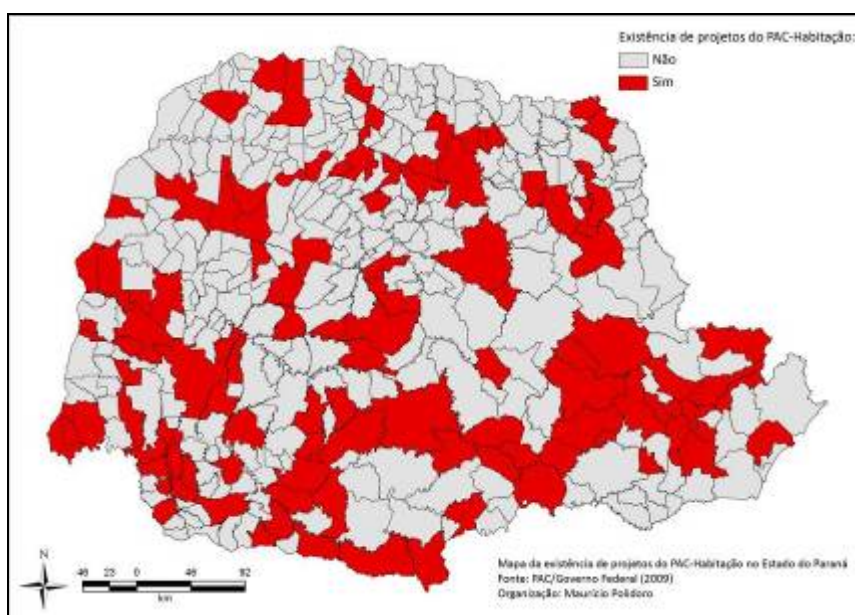 Existência de projetos do PAC-Habitação:
Não
Sim
N
46 23 0 46 92
km
Mapa da existência de projetos do PAC-Habitação no Estado do Paraná
Fonte: PAC/Governo Federal (2009)
Organização: Maurício Polidoro